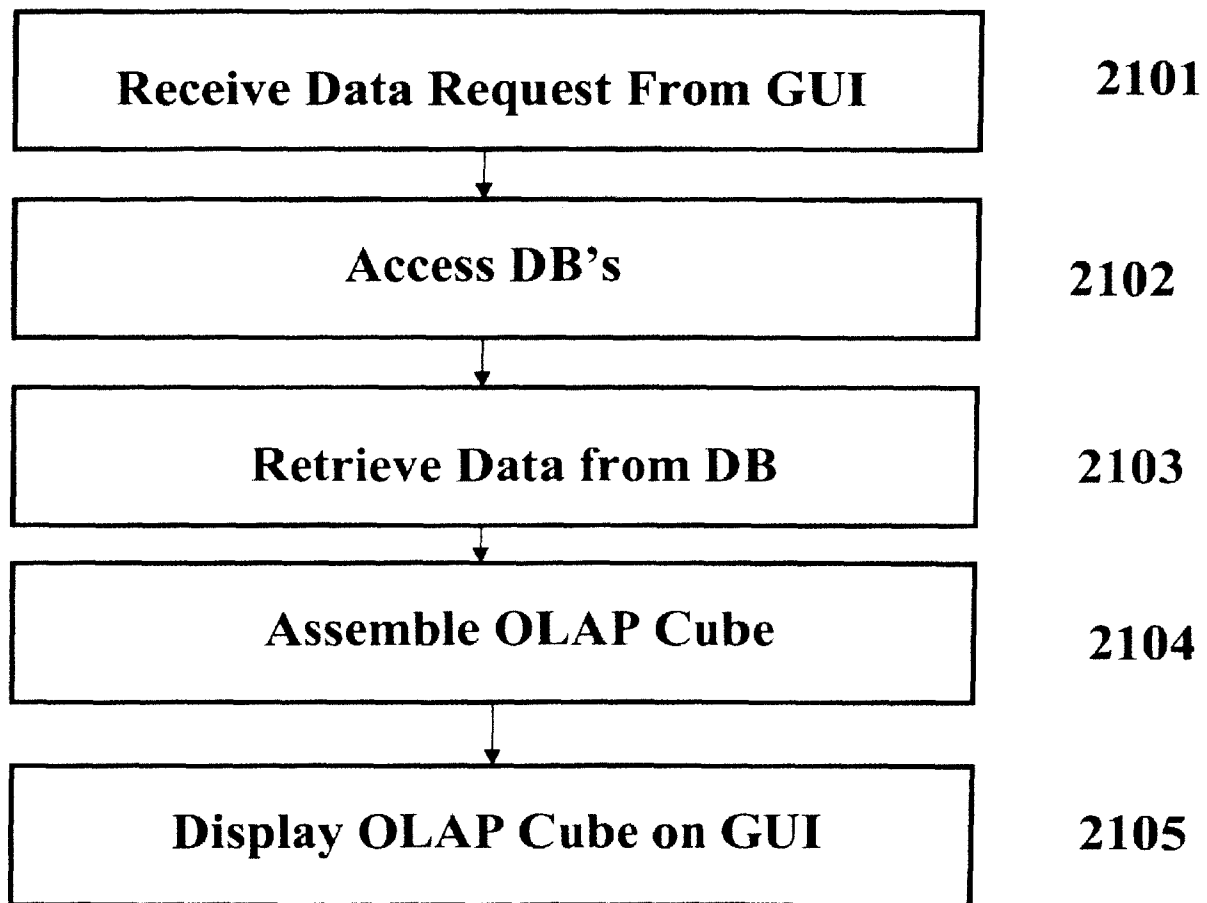 Receive Data Request From GUI 2101
Access DB's 2102
Retrieve Data from DB 2103
Assemble OLAP Cube 2104
Display OLAP Cube on GUI 2105